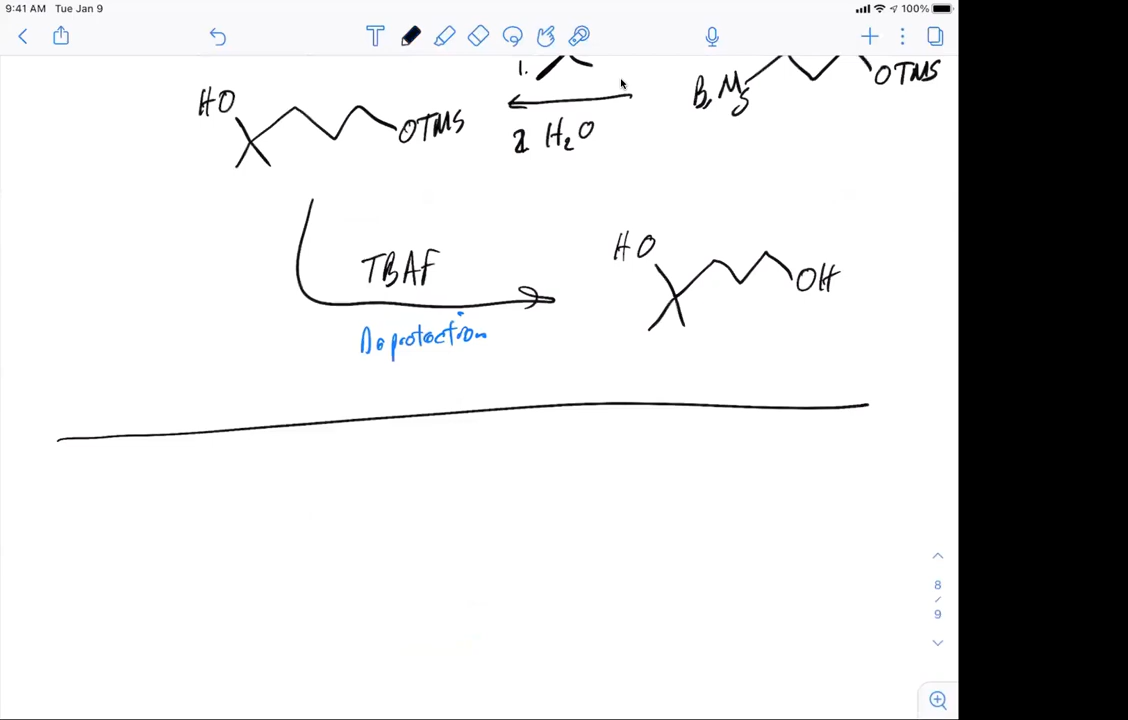 9:41 AM Tue Jan 9
100%
T
1.
OTMS
HO
BrMg
OTMS
2 H2O
HO
TBAF
OH
Deprotection
8
/
9